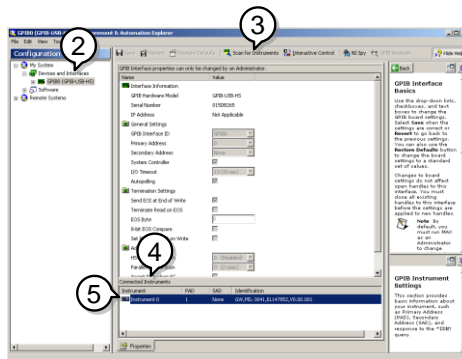 GPIB0 (GPIB-USB-HS) - Measurement & Automation Explorer
File Edit View Tools
Configuration
My System
Devices and Interfaces
GPIB0 (GPIB-USB-HS)
Software
Remote Systems
Save Revert Restore Defaults Scan for Instruments Interactive Control NI Spy GPIB Analyzer Hide Help
GPIB Interface properties can only be changed by an Administrator.
Name Value
Interface Information
GPIB Hardware Model GPIB-USB-HS
Serial Number 015DE265
IP Address Not Applicable
General Settings
GPIB Interface ID GPIB0
Primary Address 0
Secondary Address None
System Controller
I/O Timeout
Autopolling
Termination Settings
Send EOI at End of Write
Terminate Read on EOS
EOS Byte 0
8-bit EOS Compare
Connected Instruments
Instrument PAD SAD Identification
Instrument 0 1 None GW,PEL-3041,EL147852,V0.00.001
Properties
Back
GPIB Interface
Basics
Use the drop-down lists,
checkboxes, and text
boxes to change the
GPIB board settings.
Select Save when the
settings are correct or
Revert to go back to
the previous settings.
You can also use the
Restore Defaults button
to change the board
settings to a standard
set of values.
Changes to board
settings do not affect
open handles to this
interface. You must
close all existing
handles to this interface
before the settings are
applied to new handles.
Note By
default, you
must run MAX
as an
Administrator
to change
GPIB Instrument
Settings
This section provides
basic information about
your instrument, such
as Primary Address
(PAD), Secondary
Address (SAD), and
response to the *IDN?
query.
2
3
4
5